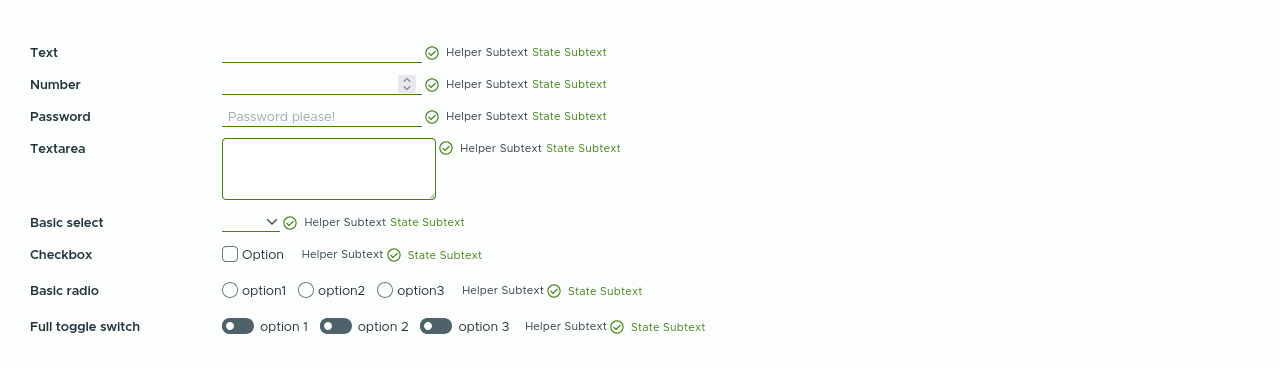 Text Helper Subtext State Subtext
Number Helper Subtext State Subtext
Password Password please! Helper Subtext State Subtext
Textarea Helper Subtext State Subtext
Basic select Helper Subtext State Subtext
Checkbox Option Helper Subtext State Subtext
Basic radio option1 option2 option3 Helper Subtext State Subtext
Full toggle switch option 1 option 2 option 3 Helper Subtext State Subtext